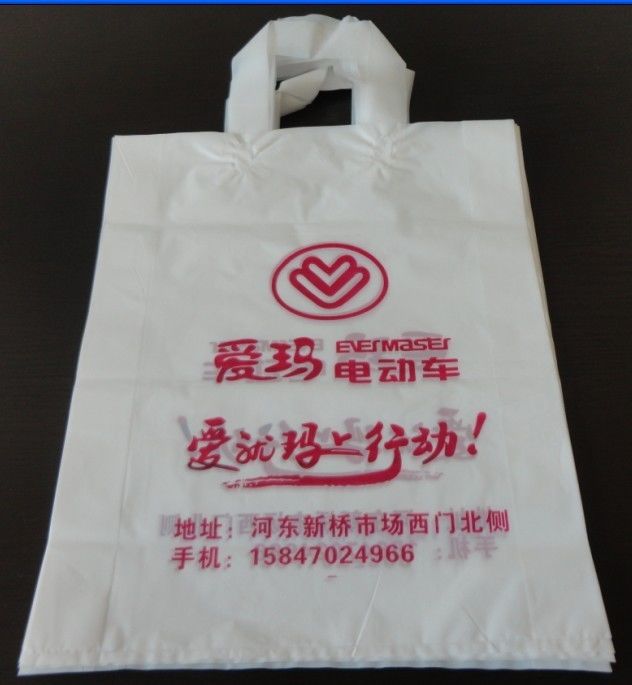 爱玛 EVERMASTER
电动车
爱就玛上行动!
地址：河东新桥市场西门北侧
手机：15847024966